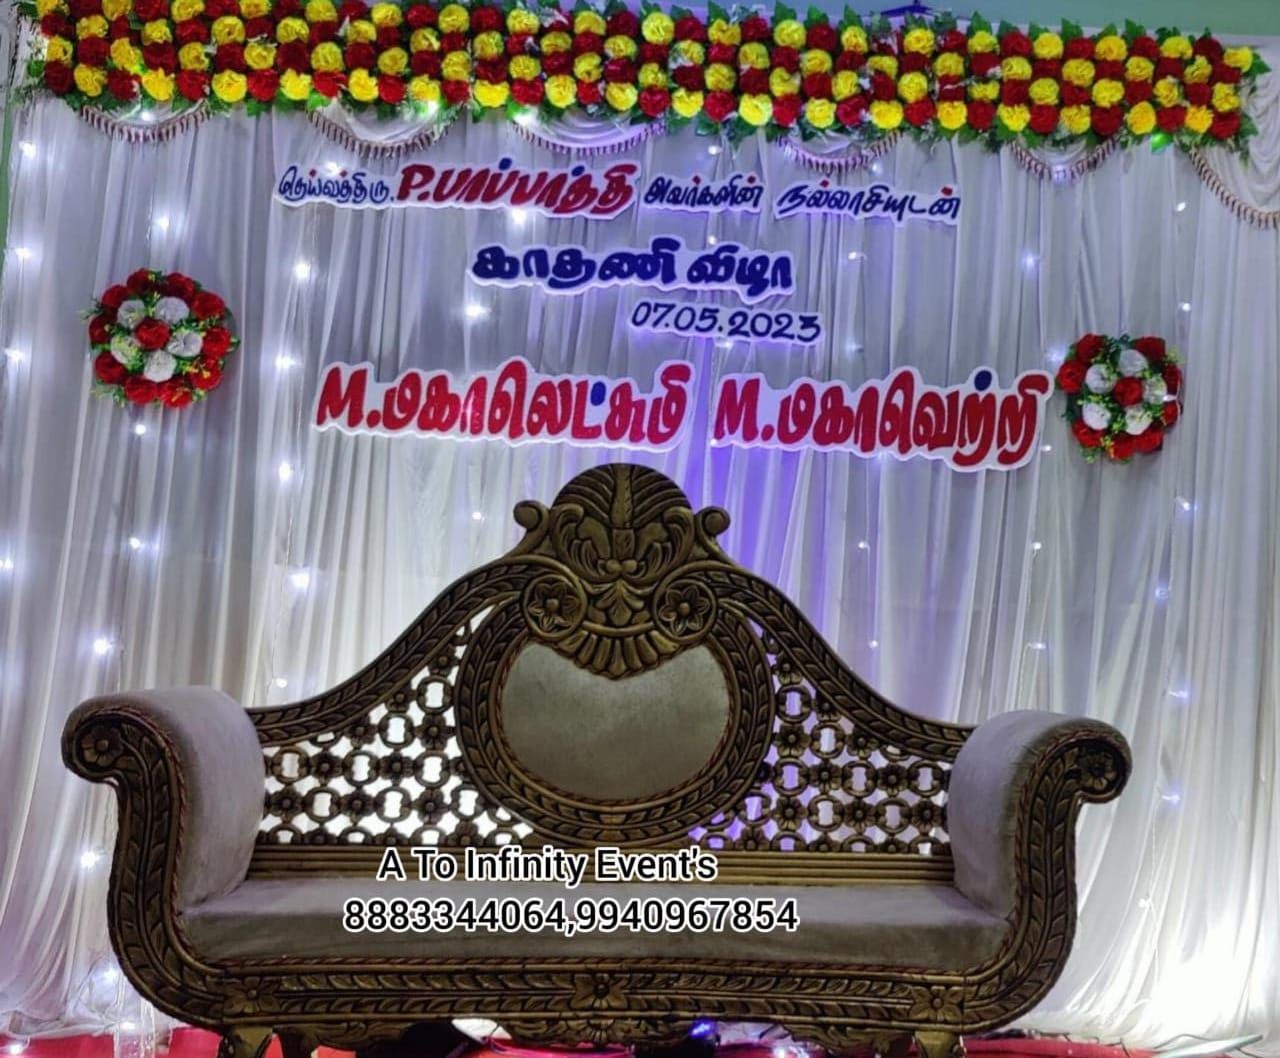 தெய்வத்திரு. P.பாப்பாத்தி அவர்களின் நல்லாசியுடன்
காதணி விழா
07.05.2023
M.மகாலெட்சுமி M.மகாவெற்றி
A To Infinity Event's
8883344064,9940967854